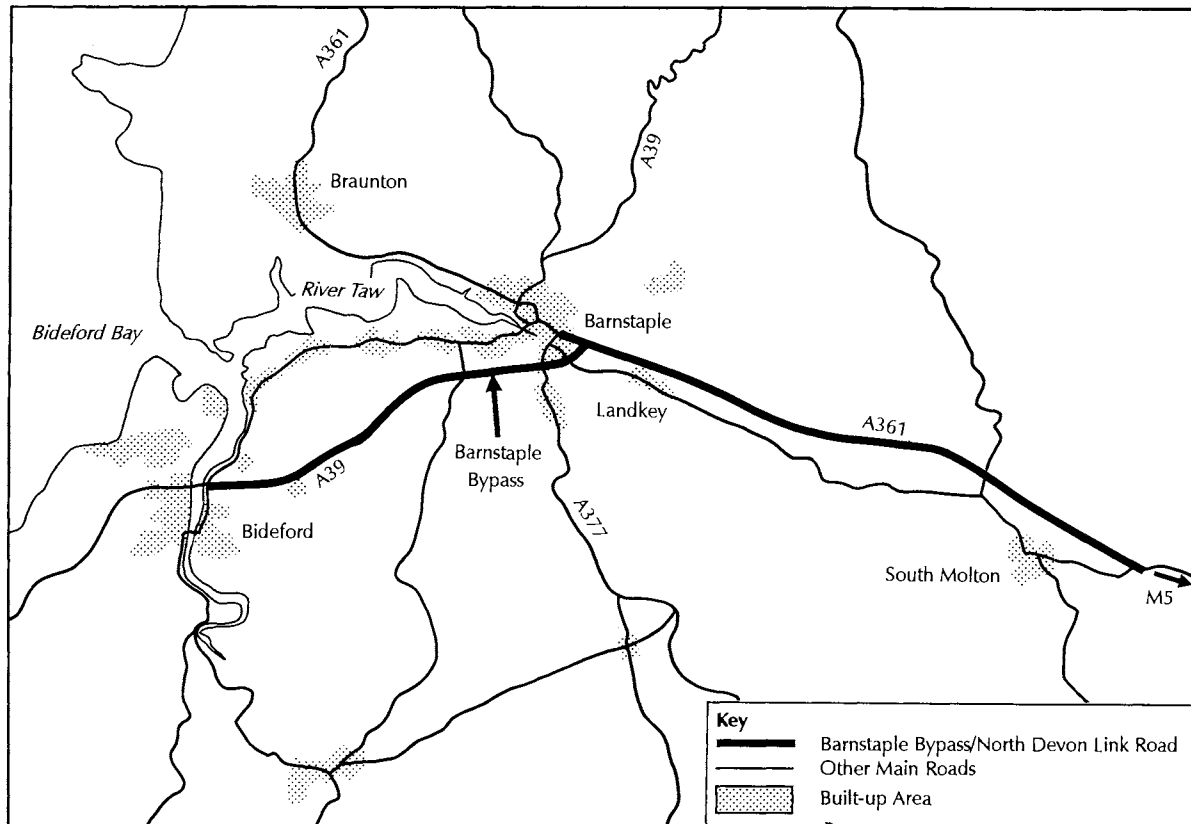 A361
A39
Braunton
River Taw
Bideford Bay
Barnstaple
Landkey
A361
Barnstaple
Bypass
A39
A377
Bideford
South Molton
M5
Key
Barnstaple Bypass/North Devon Link Road
Other Main Roads
Built-up Area